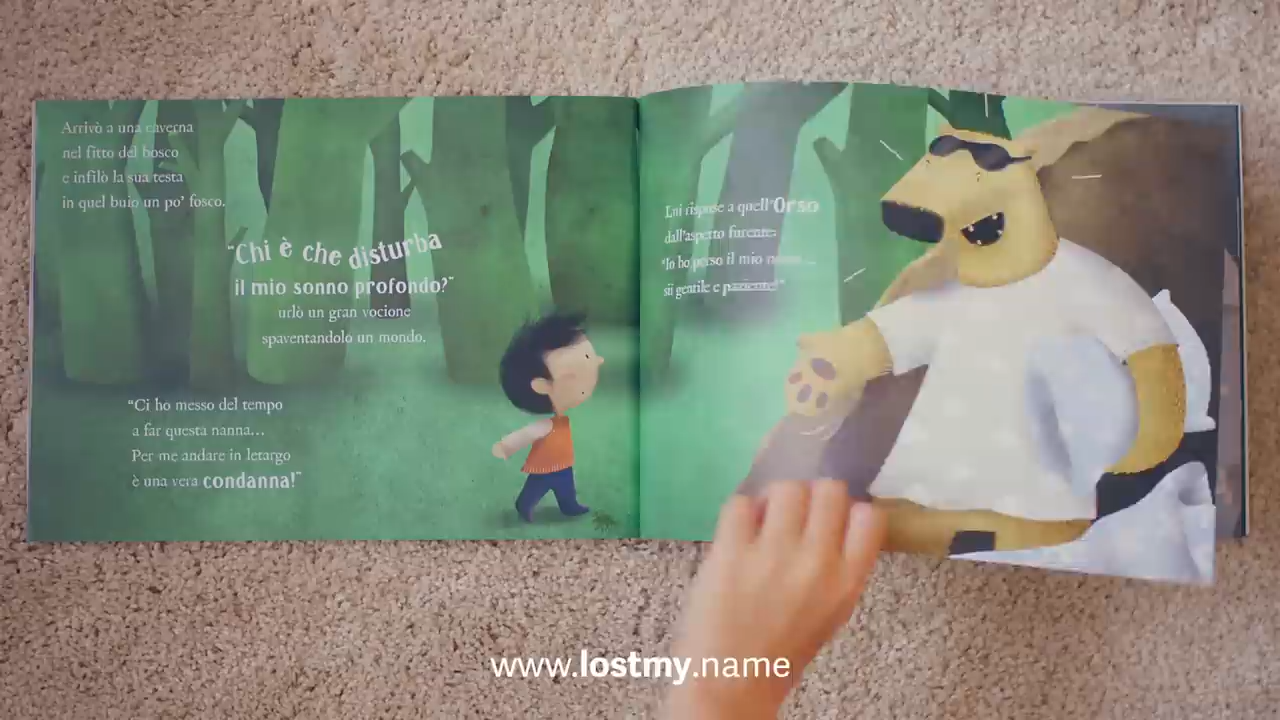 Arrivò a una caverna
nel fitto del bosco
e infilò la sua testa
in quel buio un po' fosco.
"Chi è che disturba
il mio sonno profondo?"
urlò un gran vocione
spaventandolo un mondo.
"Ci ho messo del tempo
a far questa nanna...
Per me andare in letargo
è una vera condanna!"
Lui rispose a quell'Orso
dall'aspetto furente:
"Io ho perso il mio nome...
sii gentile e paziente!"
www.lostmy.name